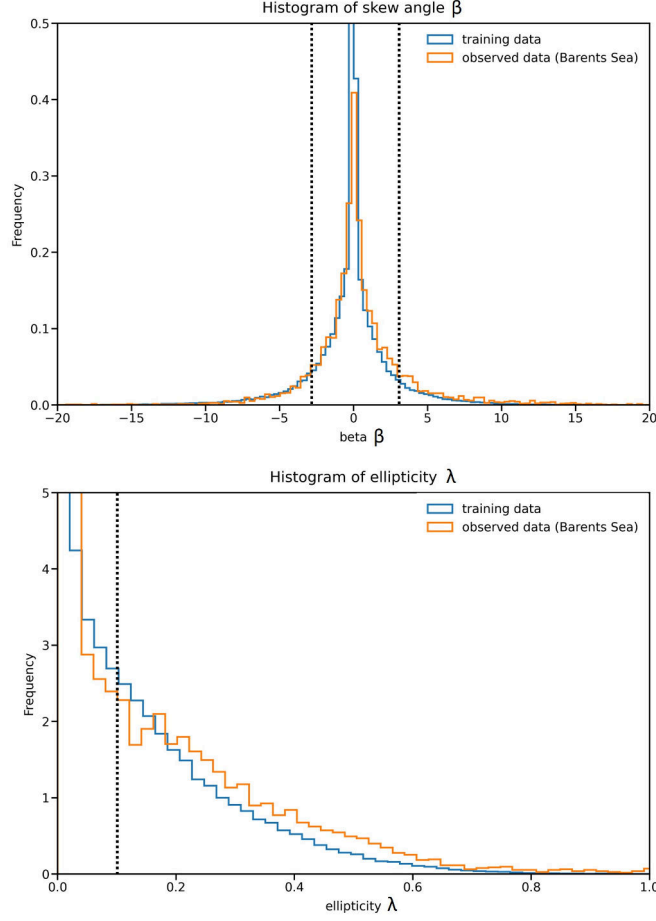 Histogram of skew angle β
0.5
0.4
0.3
0.2
0.1
0.0
Frequency
training data
observed data (Barents Sea)
−20
−15
−10
−5
0
5
10
15
20
beta β
Histogram of ellipticity λ
5
4
3
2
1
0
Frequency
training data
observed data (Barents Sea)
0.0
0.2
0.4
0.6
0.8
1.0
ellipticity λ